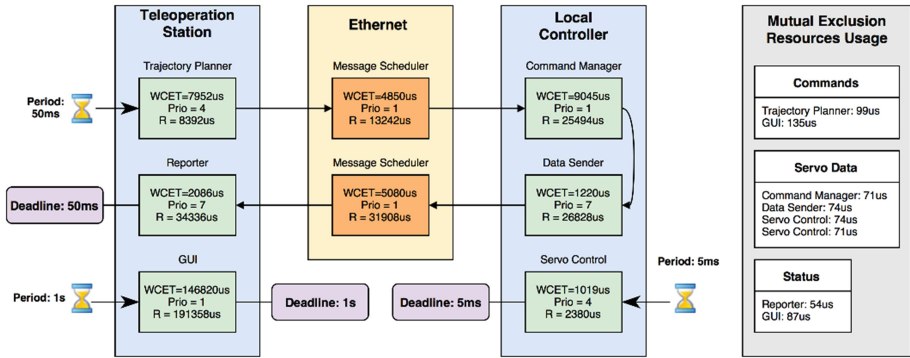 Teleoperation
Station
Ethernet
Local
Controller
Mutual Exclusion
Resources Usage
Trajectory Planner
Message Scheduler
Command Manager
Period:
50ms
WCET=7952us
Prio = 4
R = 8392us
WCET=4850us
Prio = 1
R = 13242us
WCET=9045us
Prio = 1
R = 25494us
Reporter
Message Scheduler
Data Sender
Deadline: 50ms
WCET=2086us
Prio = 7
R = 34336us
WCET=5080us
Prio = 1
R = 31908us
WCET=1220us
Prio = 7
R = 26828us
GUI
Servo Control
Period: 1s
WCET=146820us
Prio = 1
R = 191358us
Deadline: 1s
Deadline: 5ms
WCET=1019us
Prio = 4
R = 2380us
Period: 5ms
Commands
Trajectory Planner: 99us
GUI: 135us
Servo Data
Command Manager: 71us
Data Sender: 74us
Servo Control: 74us
Servo Control: 71us
Status
Reporter: 54us
GUI: 87us